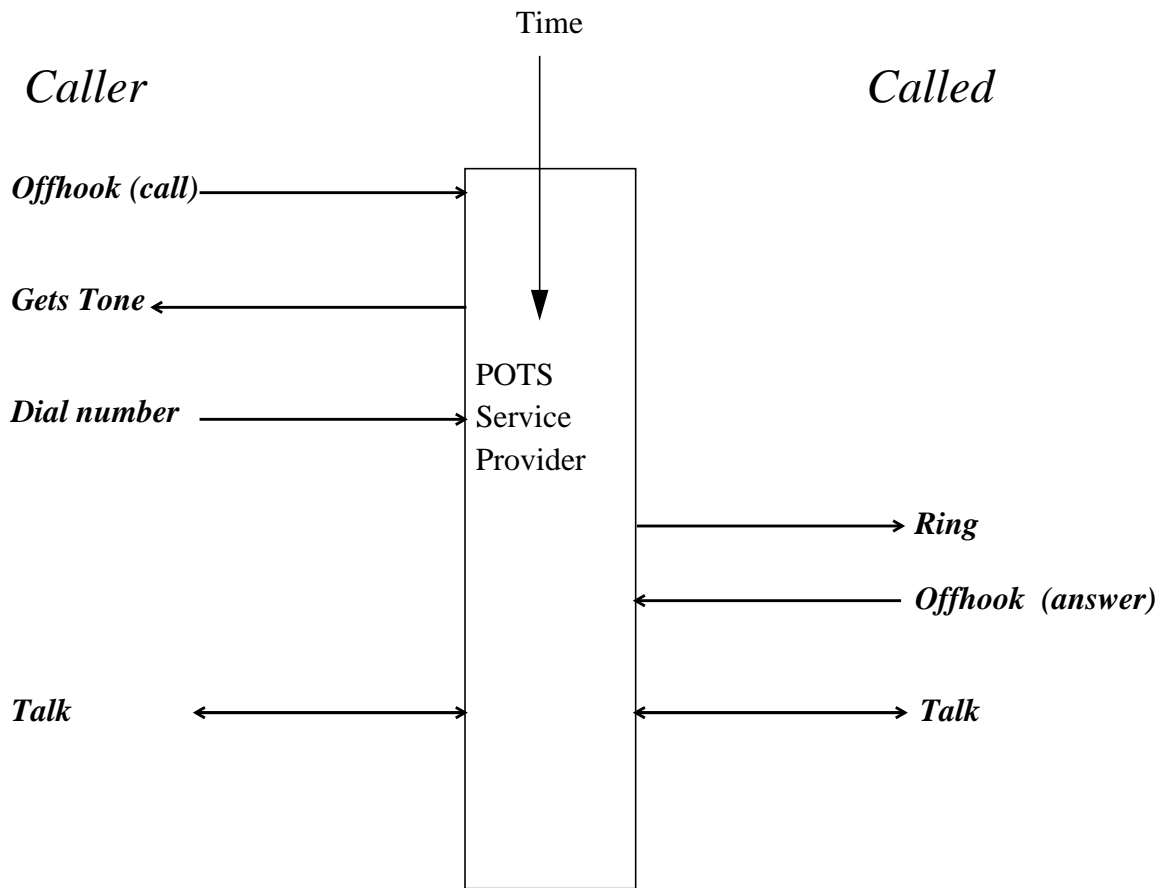 Time
Caller
Called
Offhook (call)
Gets Tone
POTS
Service
Provider
Dial number
Ring
Offhook (answer)
Talk
Talk